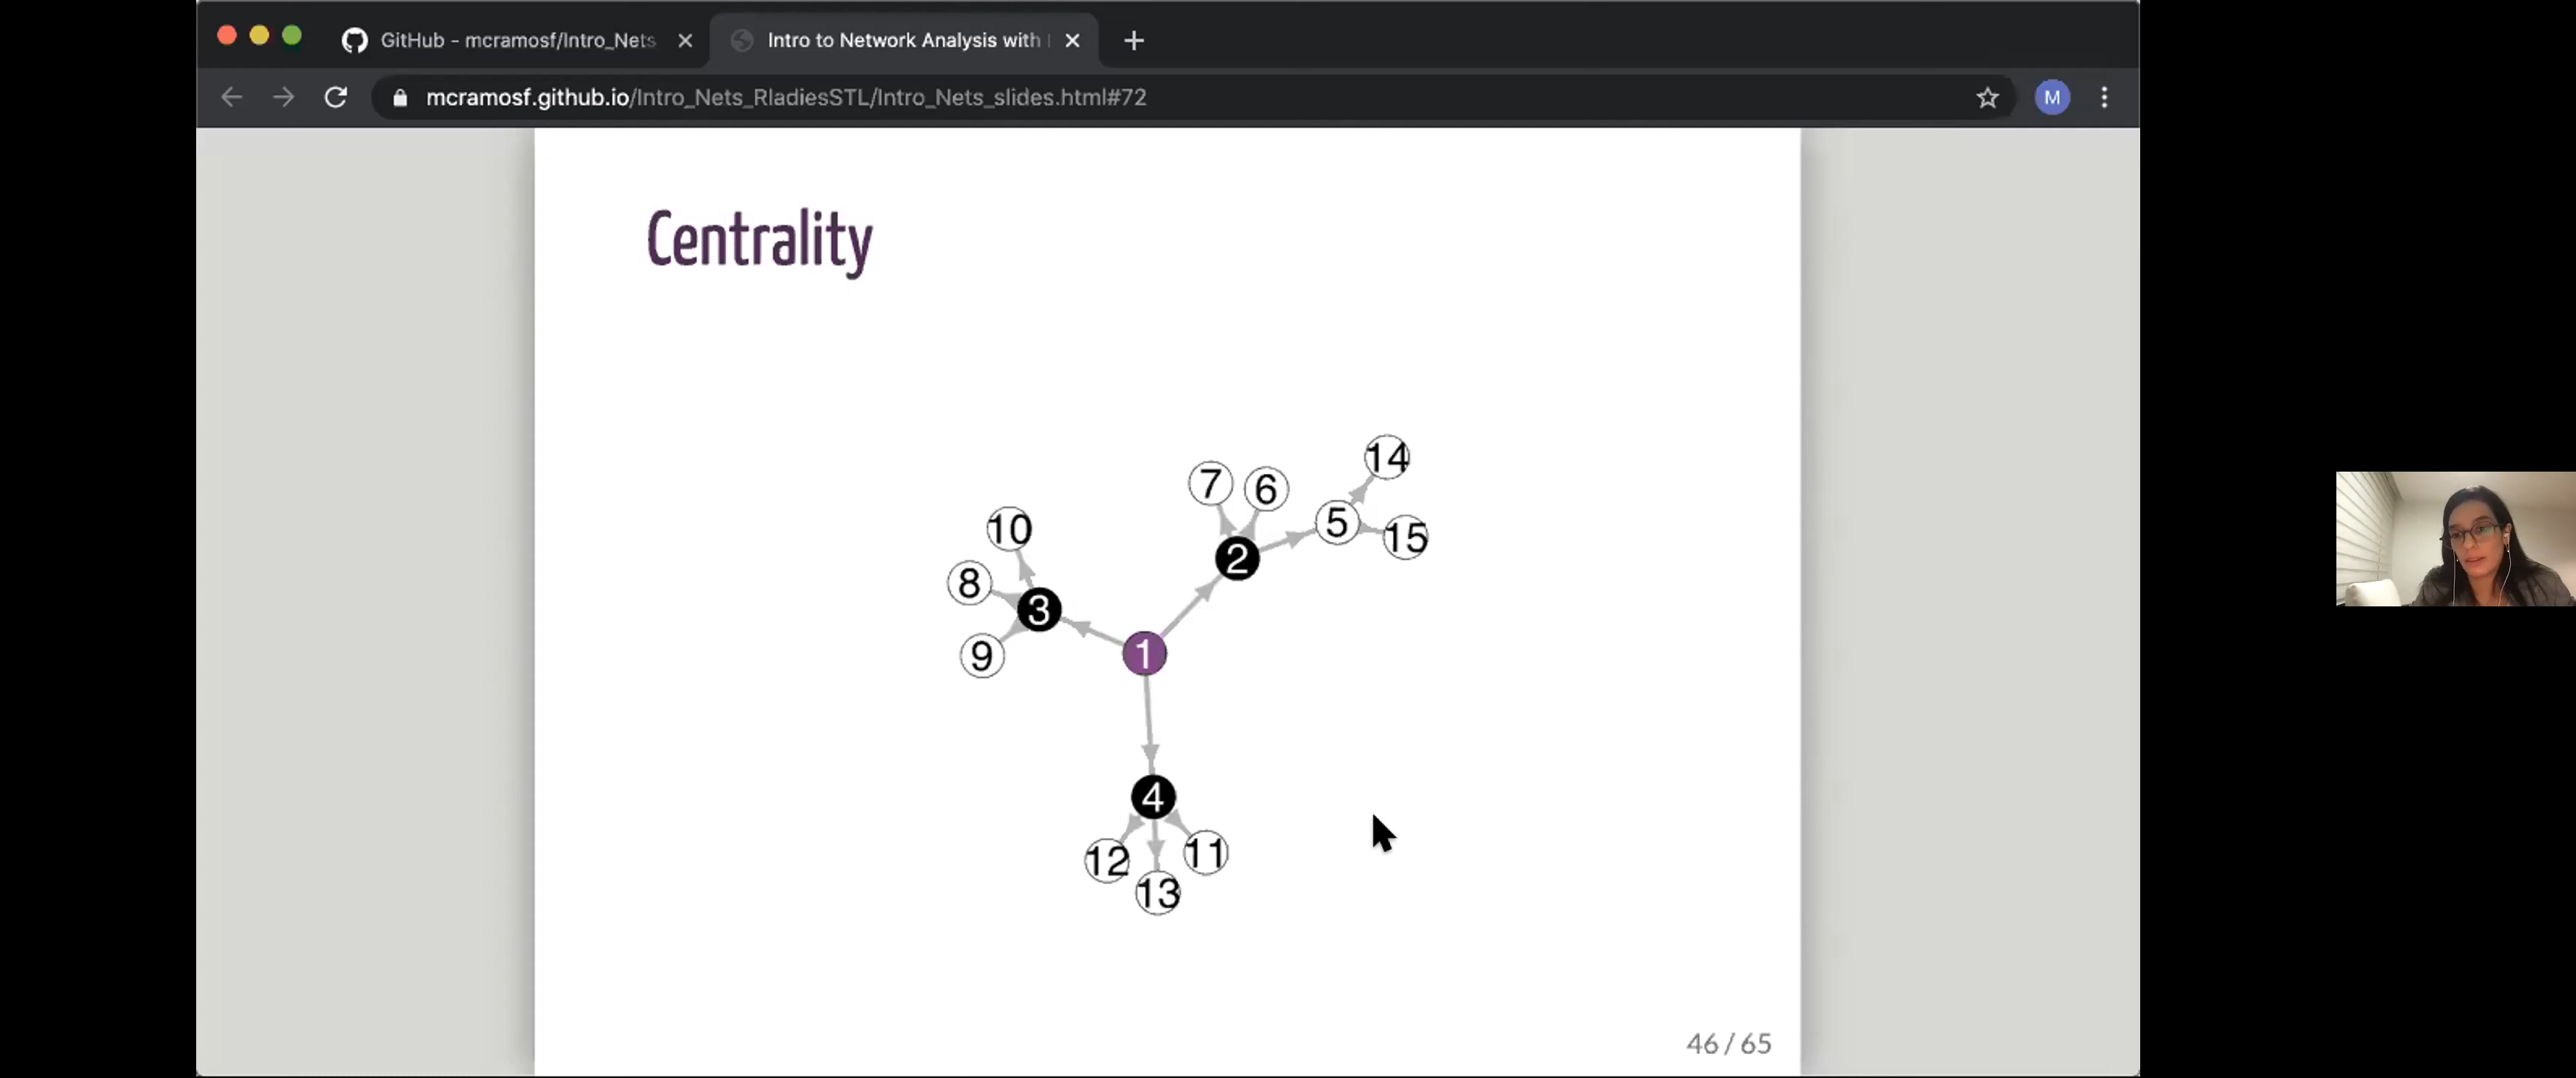 GitHub - mcramosf/Intro_Nets
Intro to Network Analysis with
mcramosf.github.io/Intro_Nets_RladiesSTL/Intro_Nets_slides.html#72
M
Centrality
14
7
6
5
15
10
2
8
3
9
1
4
12
11
13
46 / 65